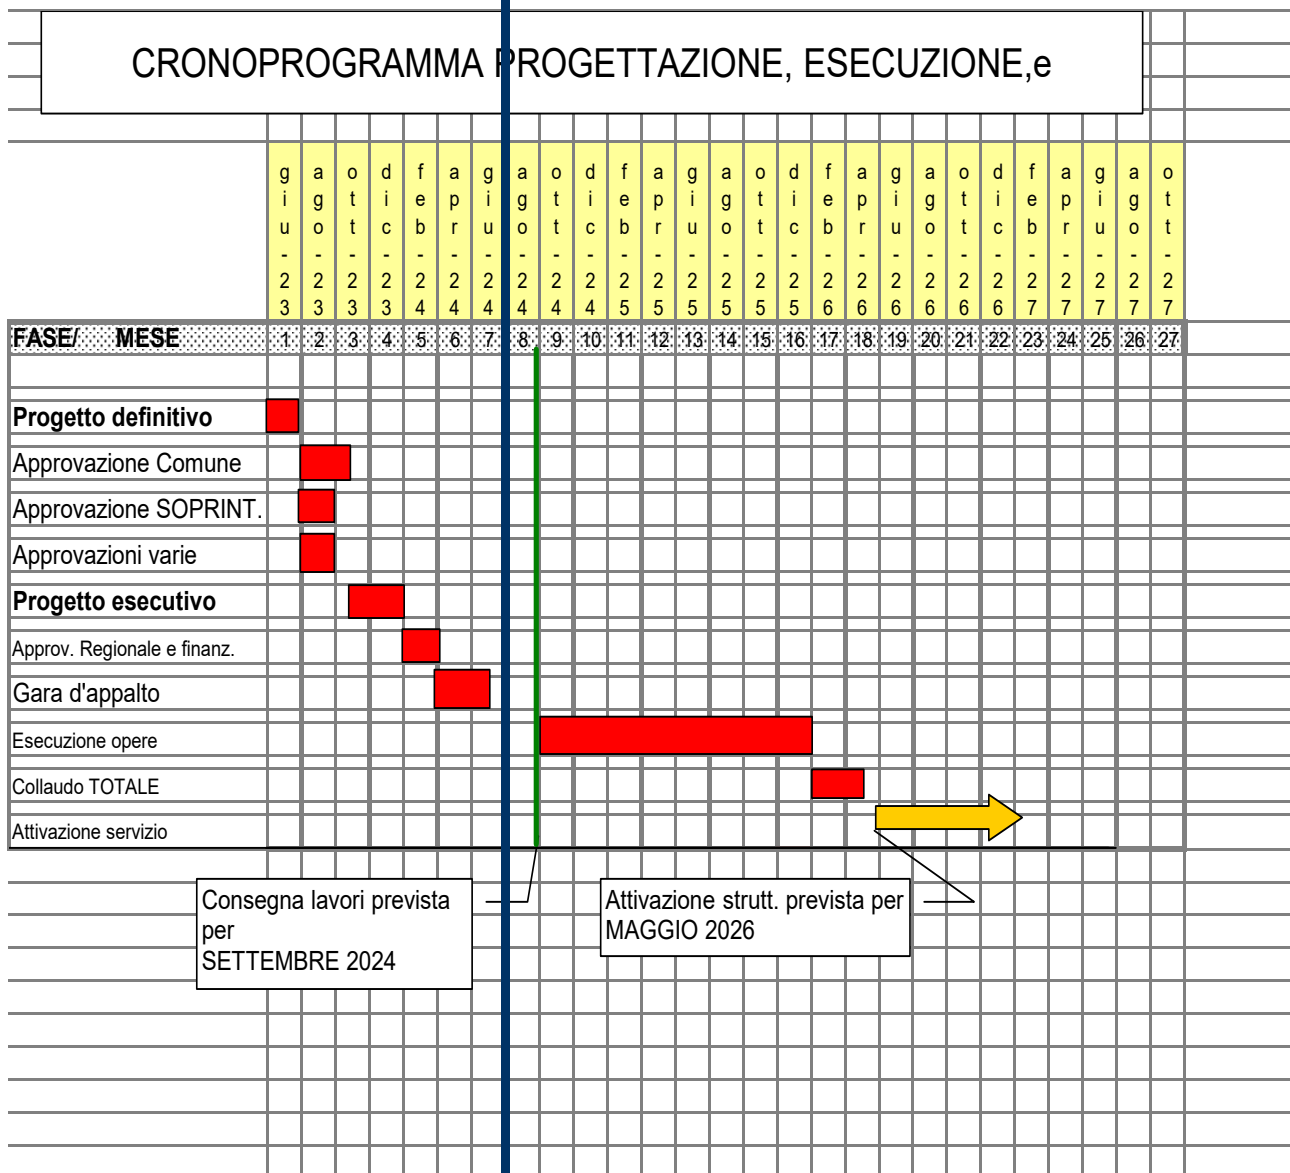 CRONOPROGRAMMA PROGETTAZIONE, ESECUZIONE,e
giu-23 ago-23 ott-23 dic-23 feb-24 apr-24 giu-24 ago-24 ott-24 dic-24 feb-25 apr-25 giu-25 ago-25 ott-25 dic-25 feb-26 apr-26 giu-26 ago-26 ott-26 dic-26 feb-27 apr-27 giu-27 ago-27 ott-27
FASE/ MESE 1 2 3 4 5 6 7 8 9 10 11 12 13 14 15 16 17 18 19 20 21 22 23 24 25 26 27
Progetto definitivo
Approvazione Comune
Approvazione SOPRINT.
Approvazioni varie
Progetto esecutivo
Approv. Regionale e finanz.
Gara d'appalto
Esecuzione opere
Collaudo TOTALE
Attivazione servizio
Consegna lavori prevista
per
SETTEMBRE 2024
Attivazione strutt. prevista per
MAGGIO 2026